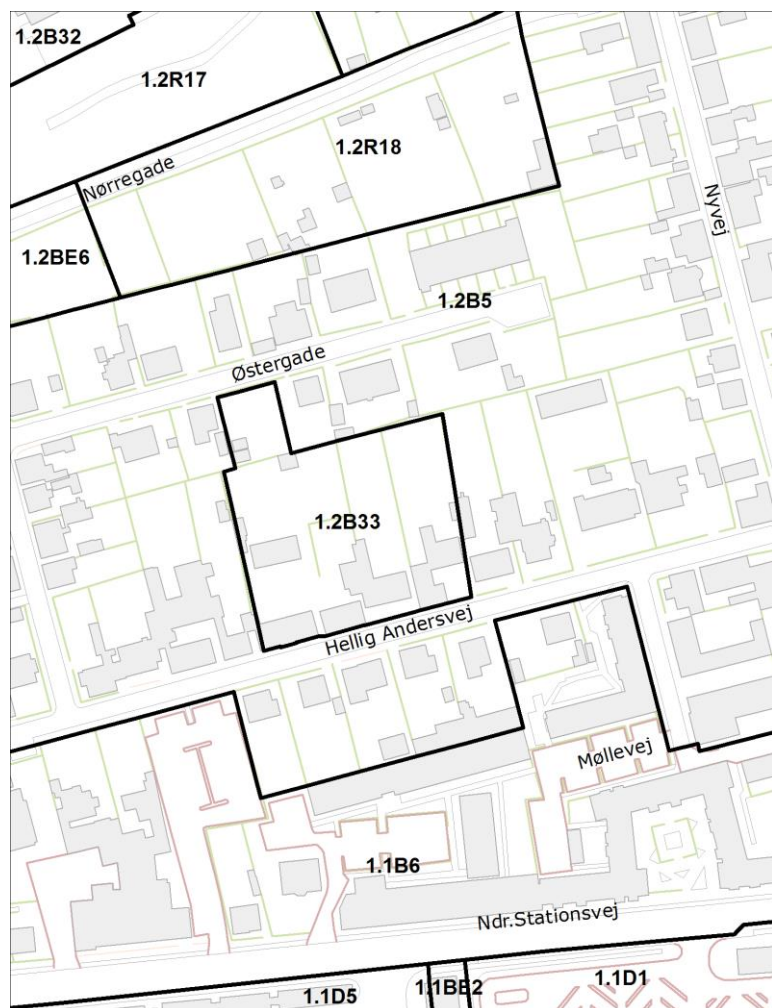 1.2B32
1.2R17
1.2R18
Nørregade
Nyvej
1.2BE6
1.2B5
Østergade
1.2B33
Hellig Andersvej
Møllevej
1.1B6
Ndr.Stationsvej
1.1D5
1.1BE2
1.1D1